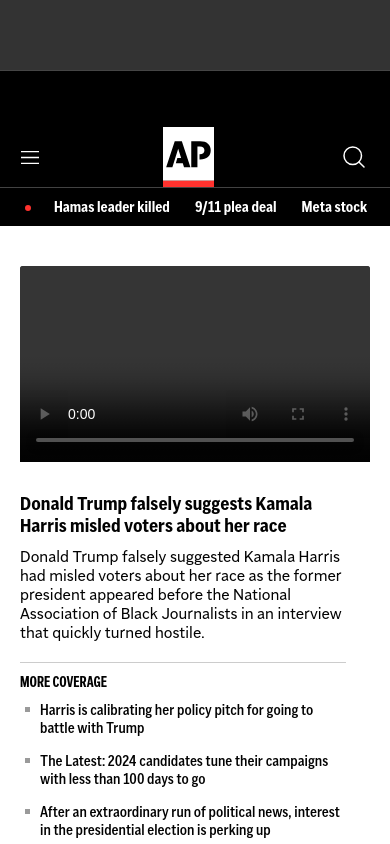 AP
Hamas leader killed 9/11 plea deal Meta stock
0:00
Donald Trump falsely suggests Kamala
Harris misled voters about her race
Donald Trump falsely suggested Kamala Harris
had misled voters about her race as the former
president appeared before the National
Association of Black Journalists in an interview
that quickly turned hostile.
MORE COVERAGE
Harris is calibrating her policy pitch for going to
battle with Trump
The Latest: 2024 candidates tune their campaigns
with less than 100 days to go
After an extraordinary run of political news, interest
in the presidential election is perking up